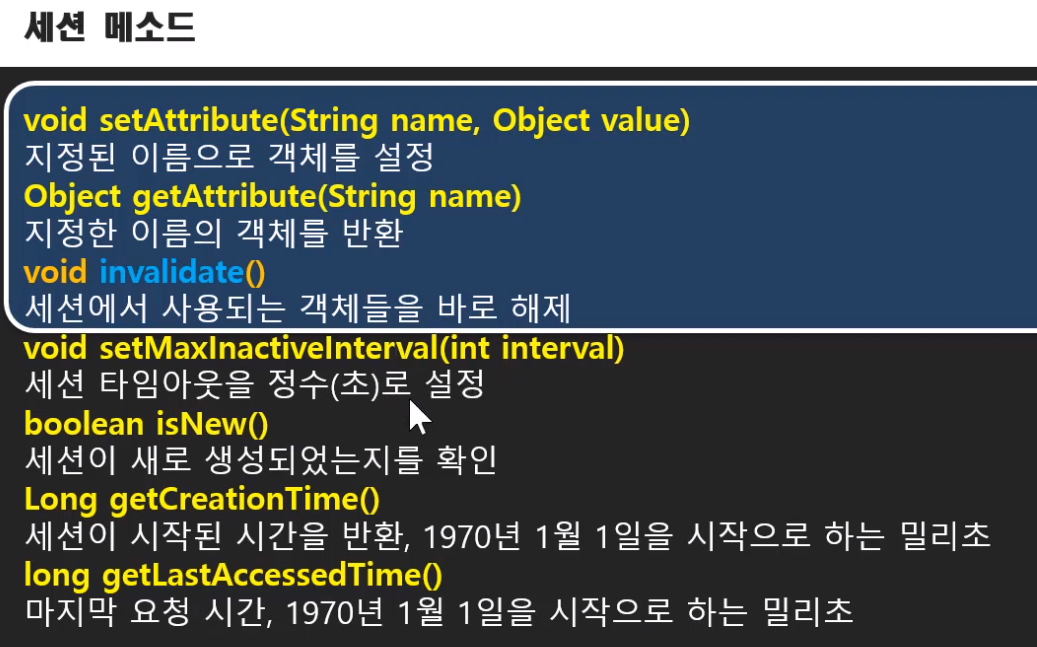 세션 메소드
void setAttribute(String name, Object value)
지정된 이름으로 객체를 설정
Object getAttribute(String name)
지정한 이름의 객체를 반환
void invalidate()
세션에서 사용되는 객체들을 바로 해제
void setMaxInactiveInterval(int interval)
세션 타임아웃을 정수(초)로 설정
boolean isNew()
세션이 새로 생성되었는지를 확인
Long getCreationTime()
세션이 시작된 시간을 반환, 1970년 1월 1일을 시작으로 하는 밀리초
long getLastAccessedTime()
마지막 요청 시간, 1970년 1월 1일을 시작으로 하는 밀리초